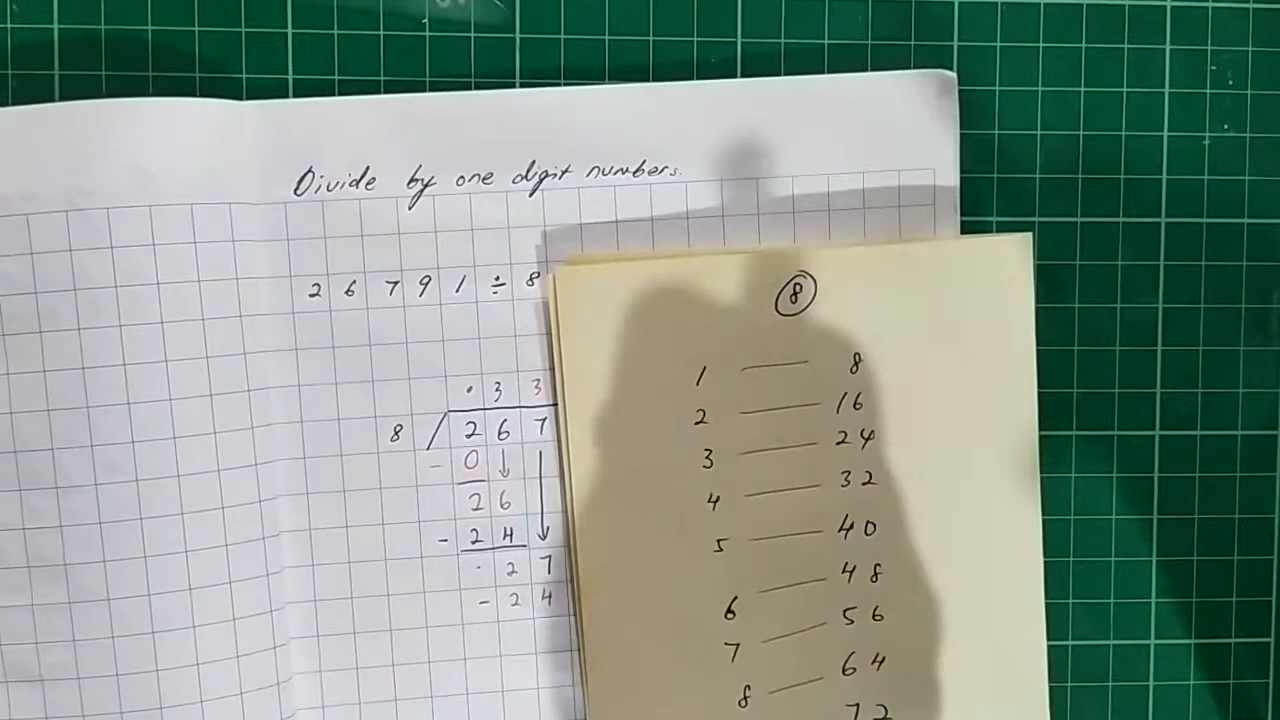 Divide by one digit numbers.
2 6 7 9 1 ÷ 8
· 3 3
8 2 6 7
- 0
2 6
- 2 4
· 2 7
- 2 4
8
1 — 8
2 — 16
3 — 24
4 — 32
5 — 40
6 — 48
7 — 56
8 — 64
72